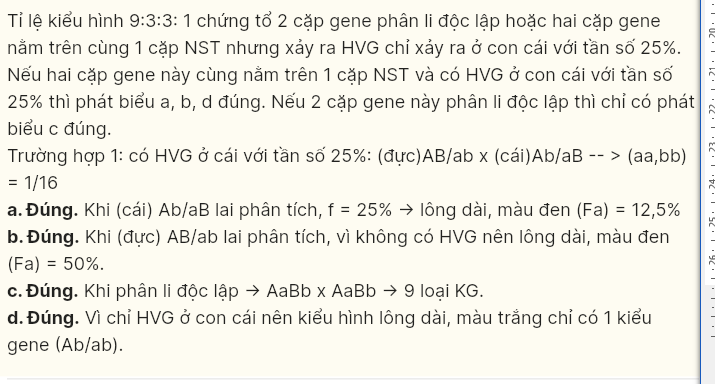 Tỉ lệ kiểu hình 9:3:3: 1 chứng tổ 2 cặp gene phân li độc lập hoặc hai cặp gene
nằm trên cùng 1 cặp NST nhưng xảy ra HVG chỉ xảy ra ở con cái với tần số 25%.
Nếu hai cặp gene này cùng nằm trên 1 cặp NST và có HVG ở con cái với tần số
25% thì phát biểu a, b, d đúng. Nếu 2 cặp gene này phân li độc lập thì chỉ có phát
biểu c đúng.
Trường hợp 1: có HVG ở cái với tần số 25%: (đực)AB/ab x (cái)Ab/aB -- > (aa,bb)
= 1/16
a. Đúng. Khi (cái) Ab/aB lai phân tích, f = 25% → lông dài, màu đen (Fa) = 12,5%
b. Đúng. Khi (đực) AB/ab lai phân tích, vì không có HVG nên lông dài, màu đen
(Fa) = 50%.
c. Đúng. Khi phân li độc lập → AaBb x AaBb → 9 loại KG.
d. Đúng. Vì chỉ HVG ở con cái nên kiểu hình lông dài, màu trắng chỉ có 1 kiểu
gene (Ab/ab).